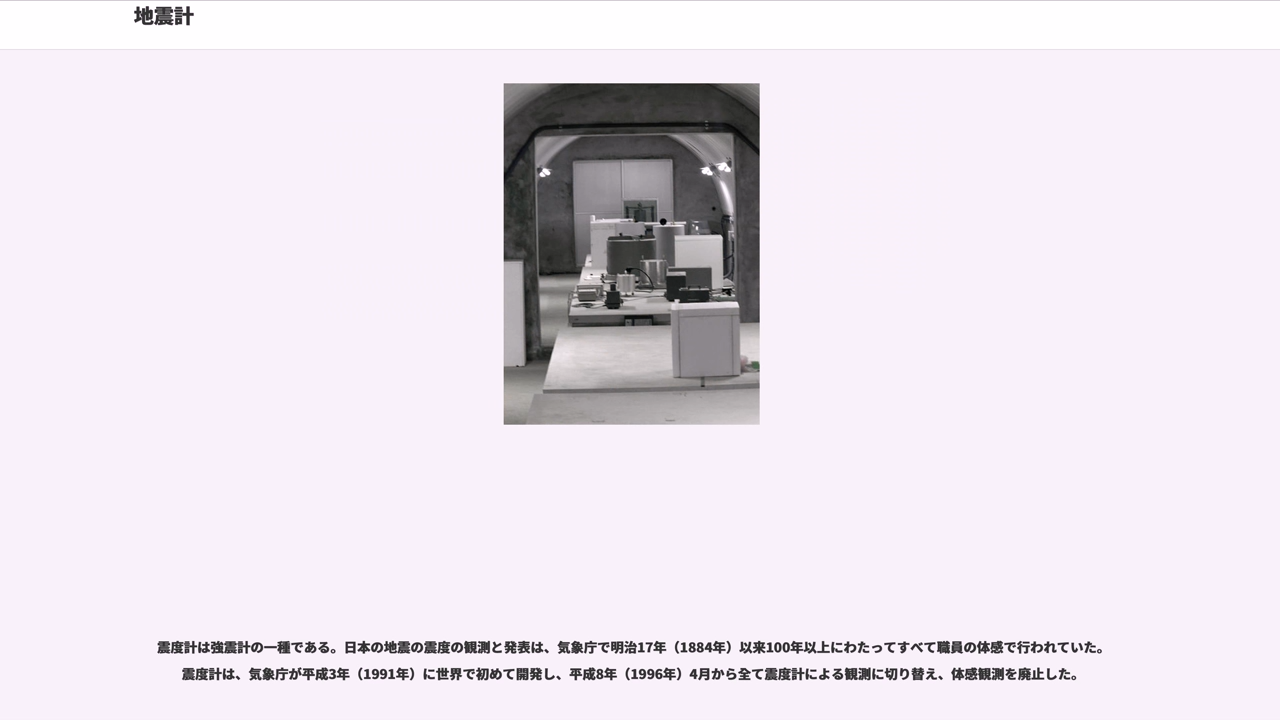 地震計
震度計は強震計の一種である。日本の地震の震度の観測と発表は、気象庁で明治17年（1884年）以来100年以上にわたってすべて職員の体感で行われていた。
震度計は、気象庁が平成3年（1991年）に世界で初めて開発し、平成8年（1996年）4月から全て震度計による観測に切り替え、体感観測を廃止した。